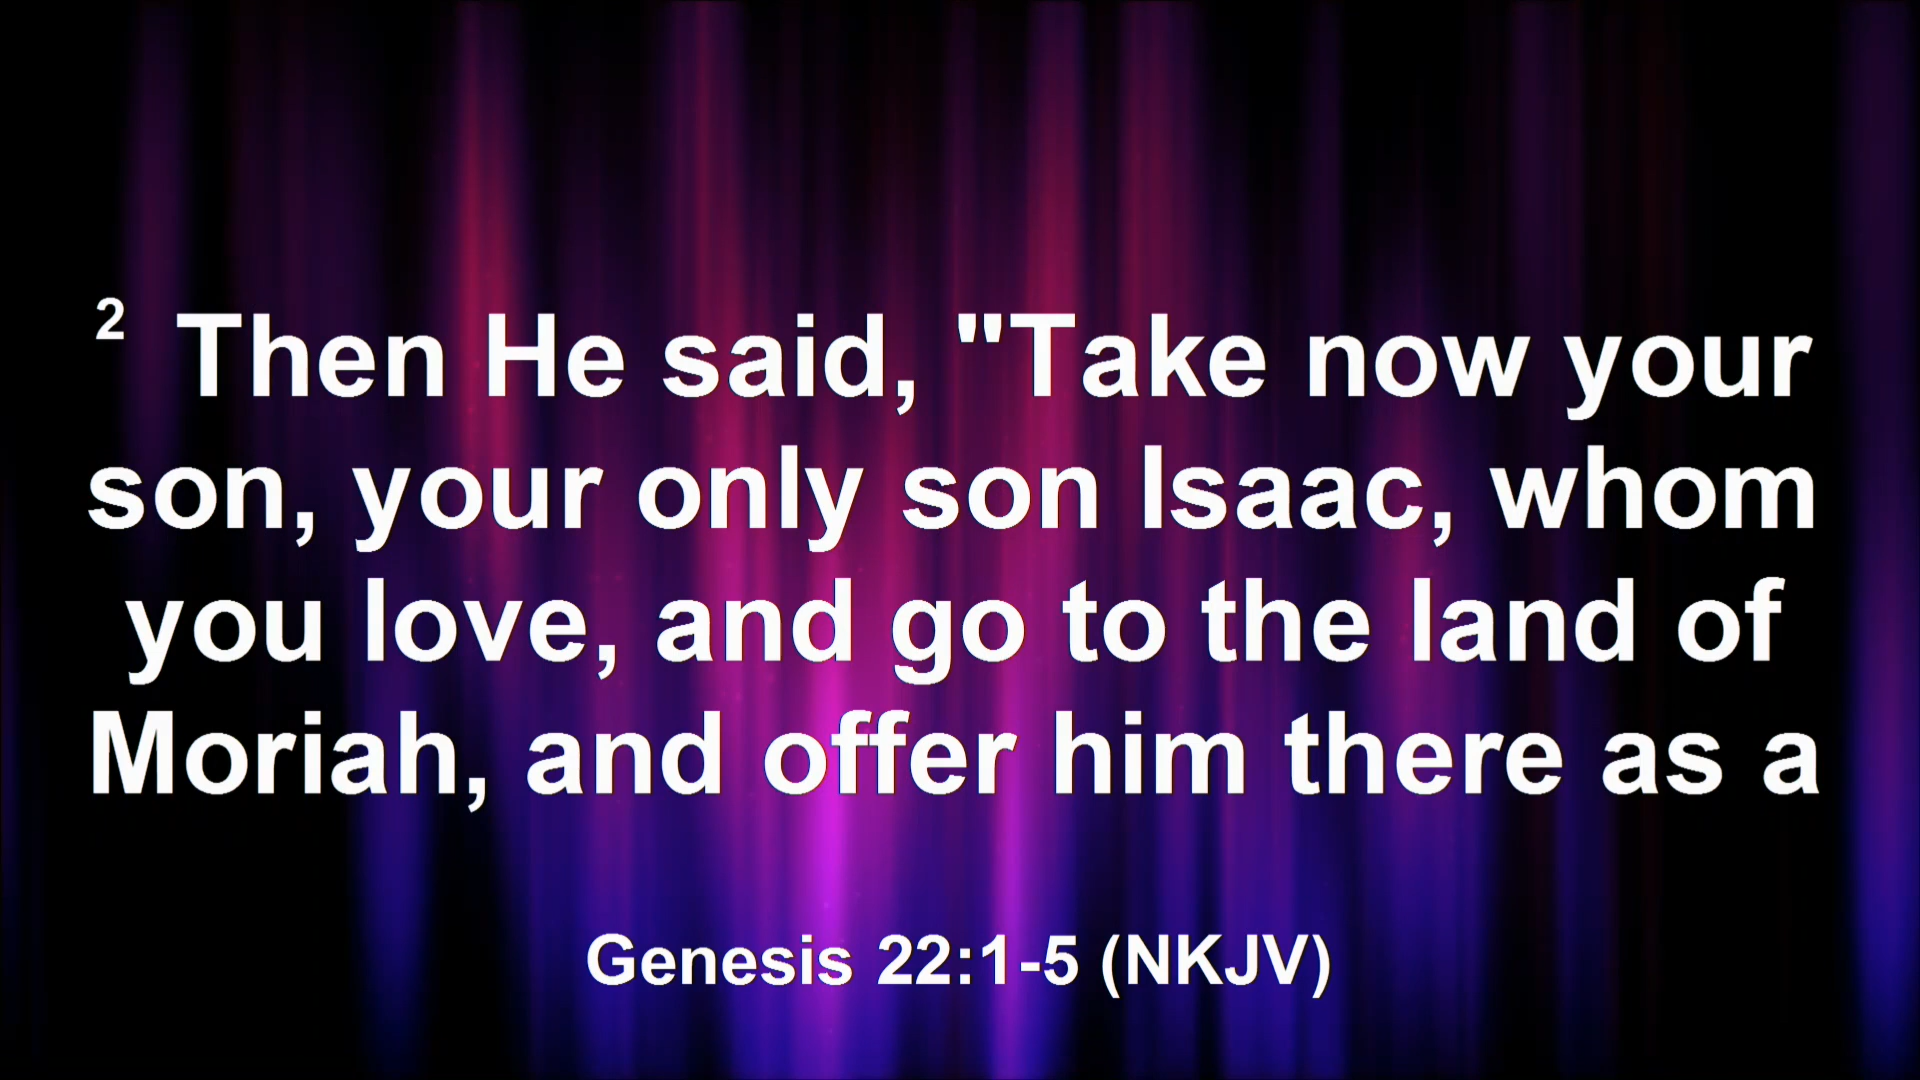 2 Then He said, "Take now your
son, your only son Isaac, whom
you love, and go to the land of
Moriah, and offer him there as a
Genesis 22:1-5 (NKJV)